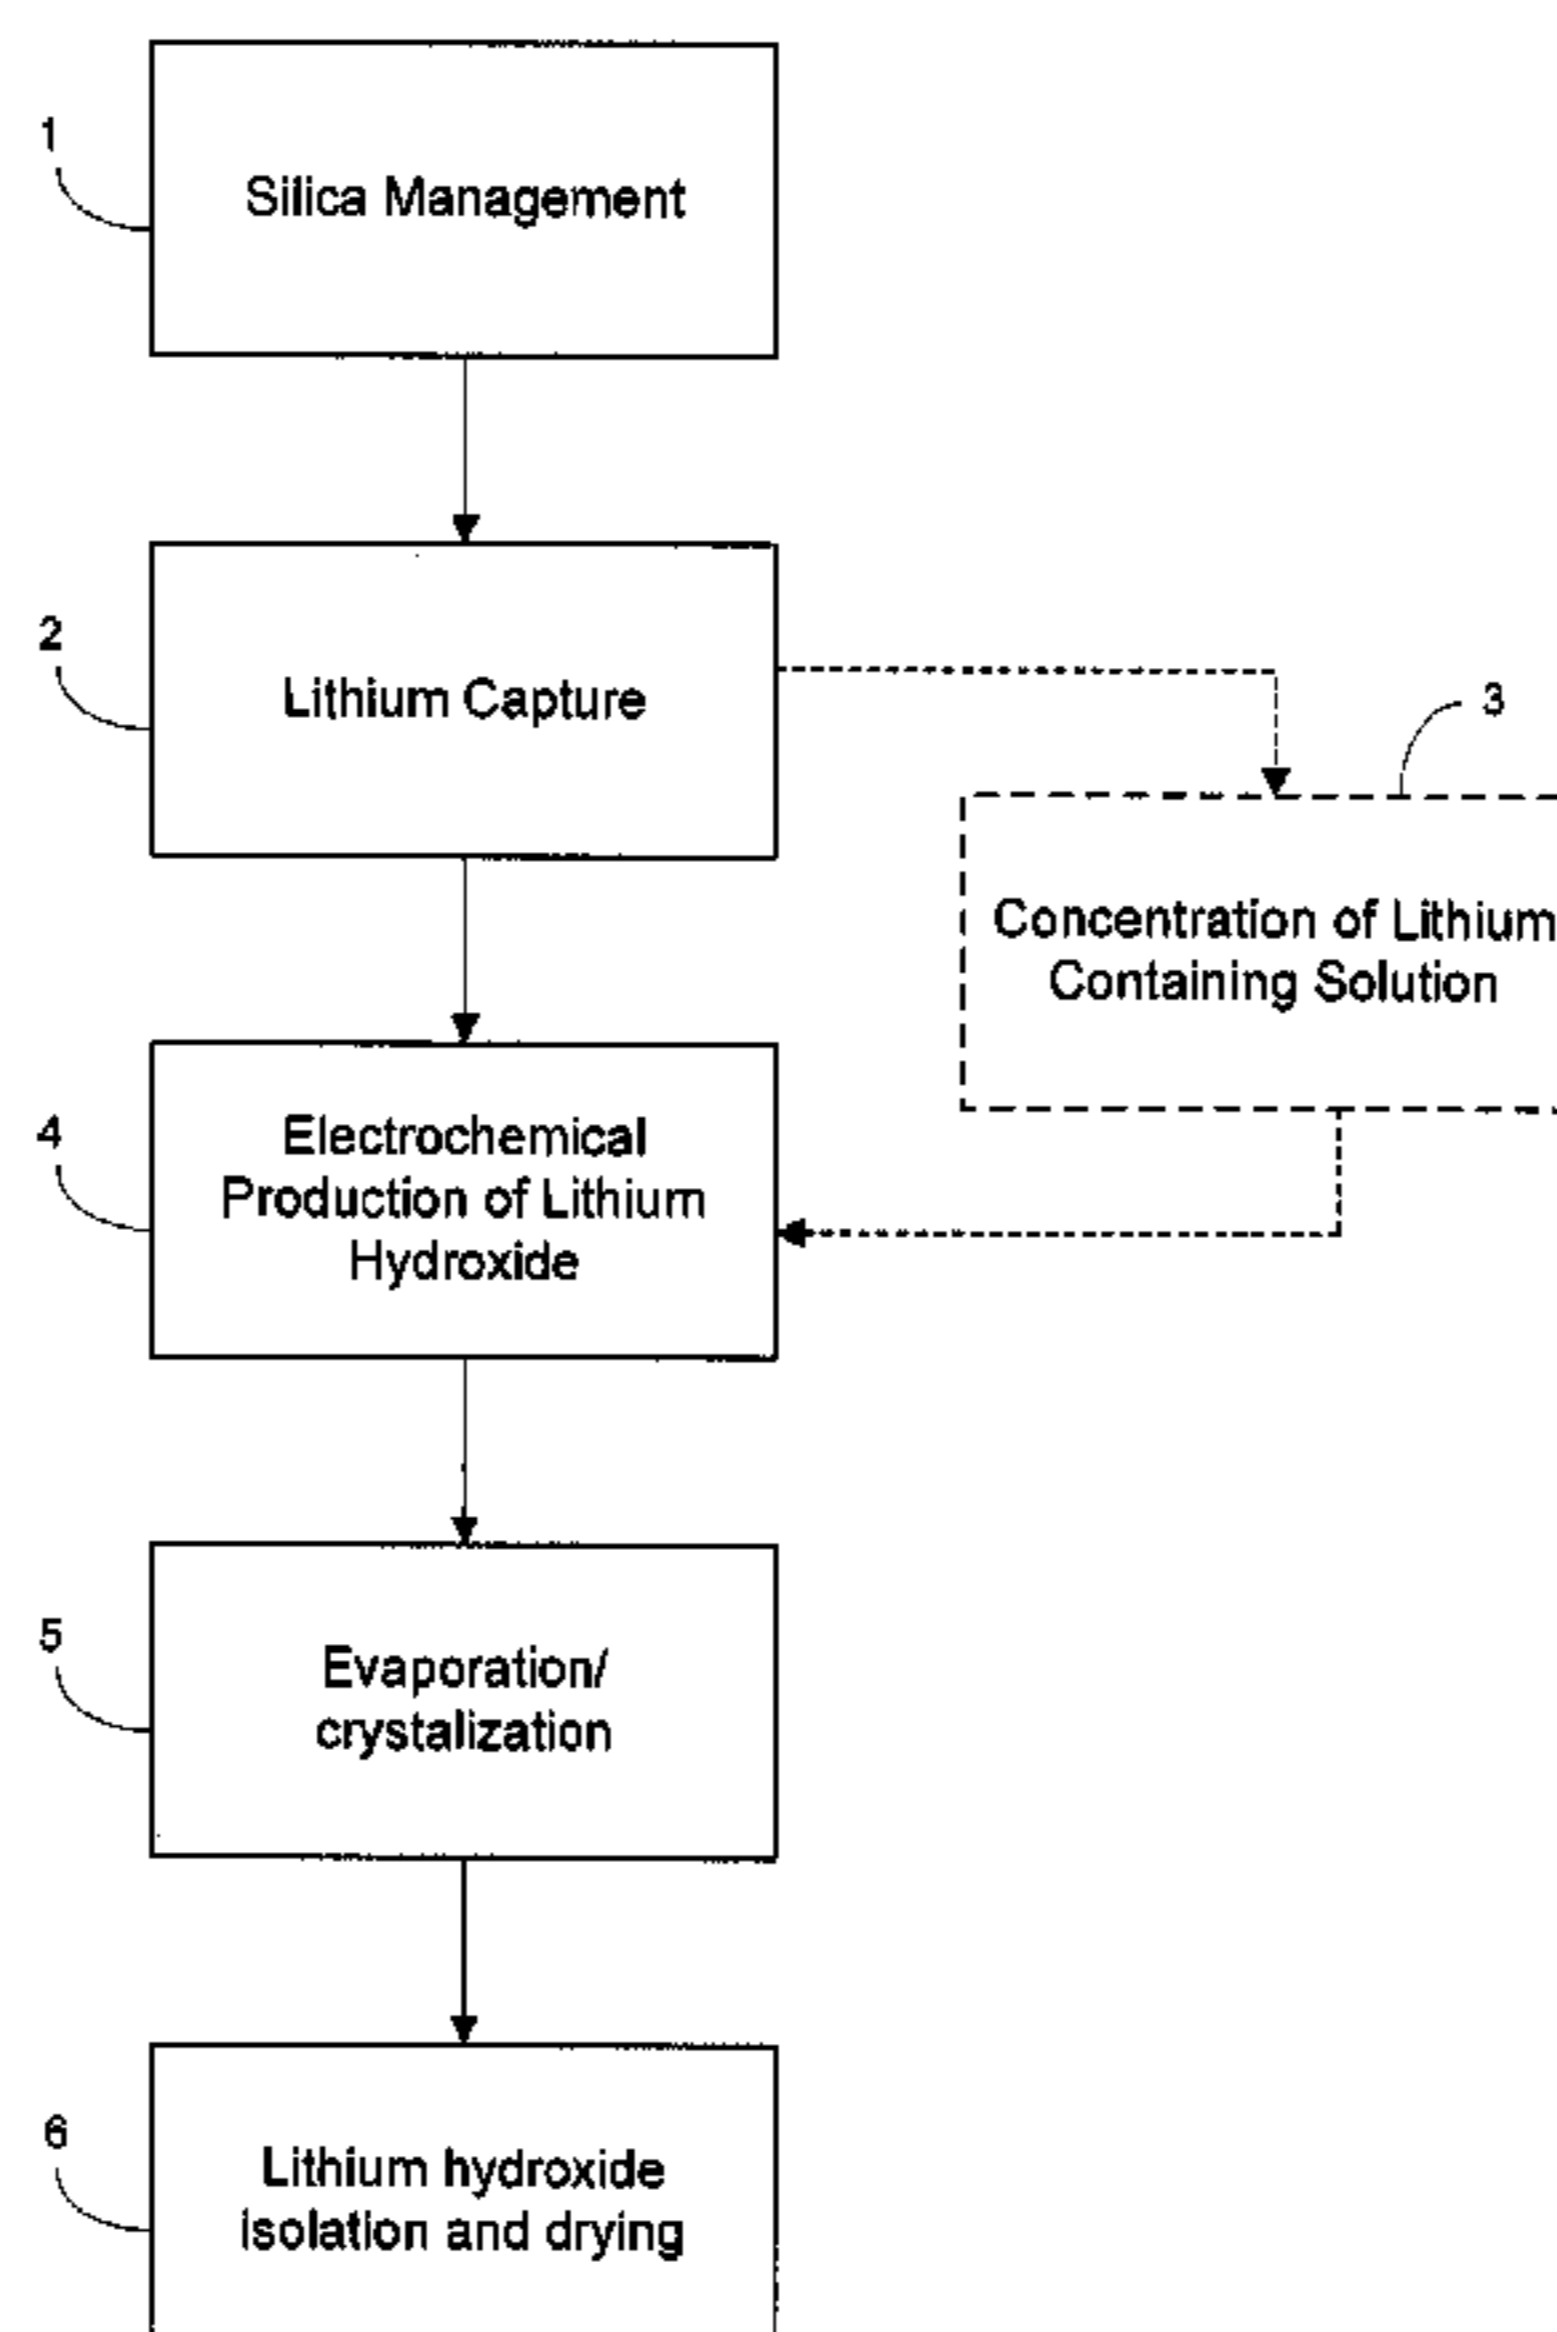 1
Silica Management
2
Lithium Capture
3
Concentration of Lithium
Containing Solution
4
Electrochemical
Production of Lithium
Hydroxide
5
Evaporation/
crystalization
6
Lithium hydroxide
isolation and drying